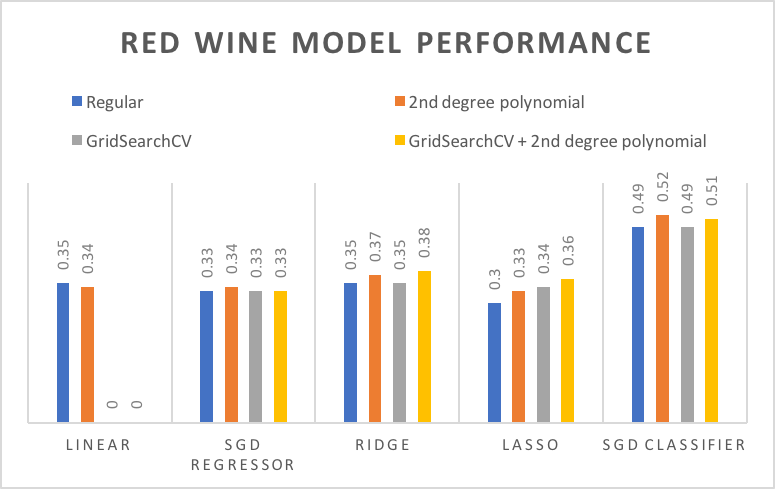 RED WINE MODEL PERFORMANCE
Regular
2nd degree polynomial
GridSearchCV
GridSearchCV + 2nd degree polynomial
0.35
0.34
0
0
0.33
0.34
0.33
0.33
0.35
0.37
0.35
0.38
0.3
0.33
0.34
0.36
0.49
0.52
0.49
0.51
LINEAR
SGD
REGRESSOR
RIDGE
LASSO
SGD CLASSIFIER